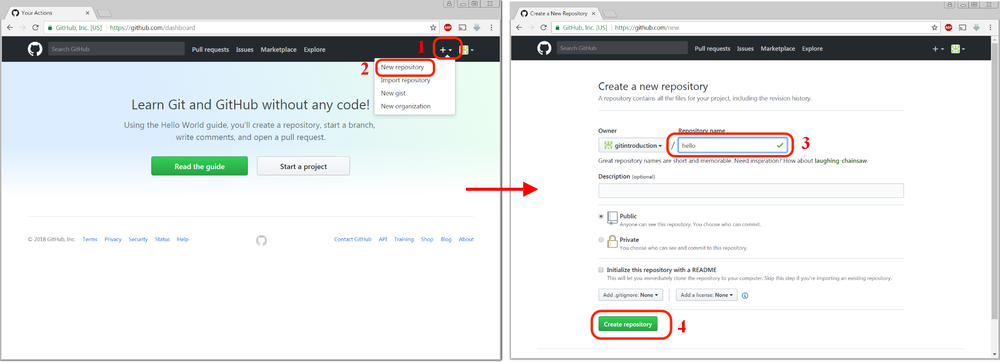 Your Actions
GitHub, Inc. [US] https://github.com/dashboard
ABP
Search GitHub
Pull requests Issues Marketplace Explore
1
2
New repository
Import repository
New gist
New organization
Learn Git and GitHub without any code!
Using the Hello World guide, you’ll create a repository, start a branch,
write comments, and open a pull request.
Read the guide
Start a project
© 2018 GitHub, Inc. Terms Privacy Security Status Help
Contact GitHub API Training Shop Blog About
Create a New Repository
GitHub, Inc. [US] https://github.com/new
ABP
Search GitHub
Pull requests Issues Marketplace Explore
Create a new repository
A repository contains all the files for your project, including the revision history.
Owner
Repository name
gitintroduction / hello
3
Great repository names are short and memorable. Need inspiration? How about laughing-chainsaw.
Description (optional)
Public
Anyone can see this repository. You choose who can commit.
Private
You choose who can see and commit to this repository.
Initialize this repository with a README
This will let you immediately clone the repository to your computer. Skip this step if you’re importing an existing repository.
Add .gitignore: None
Add a license: None
Create repository
4